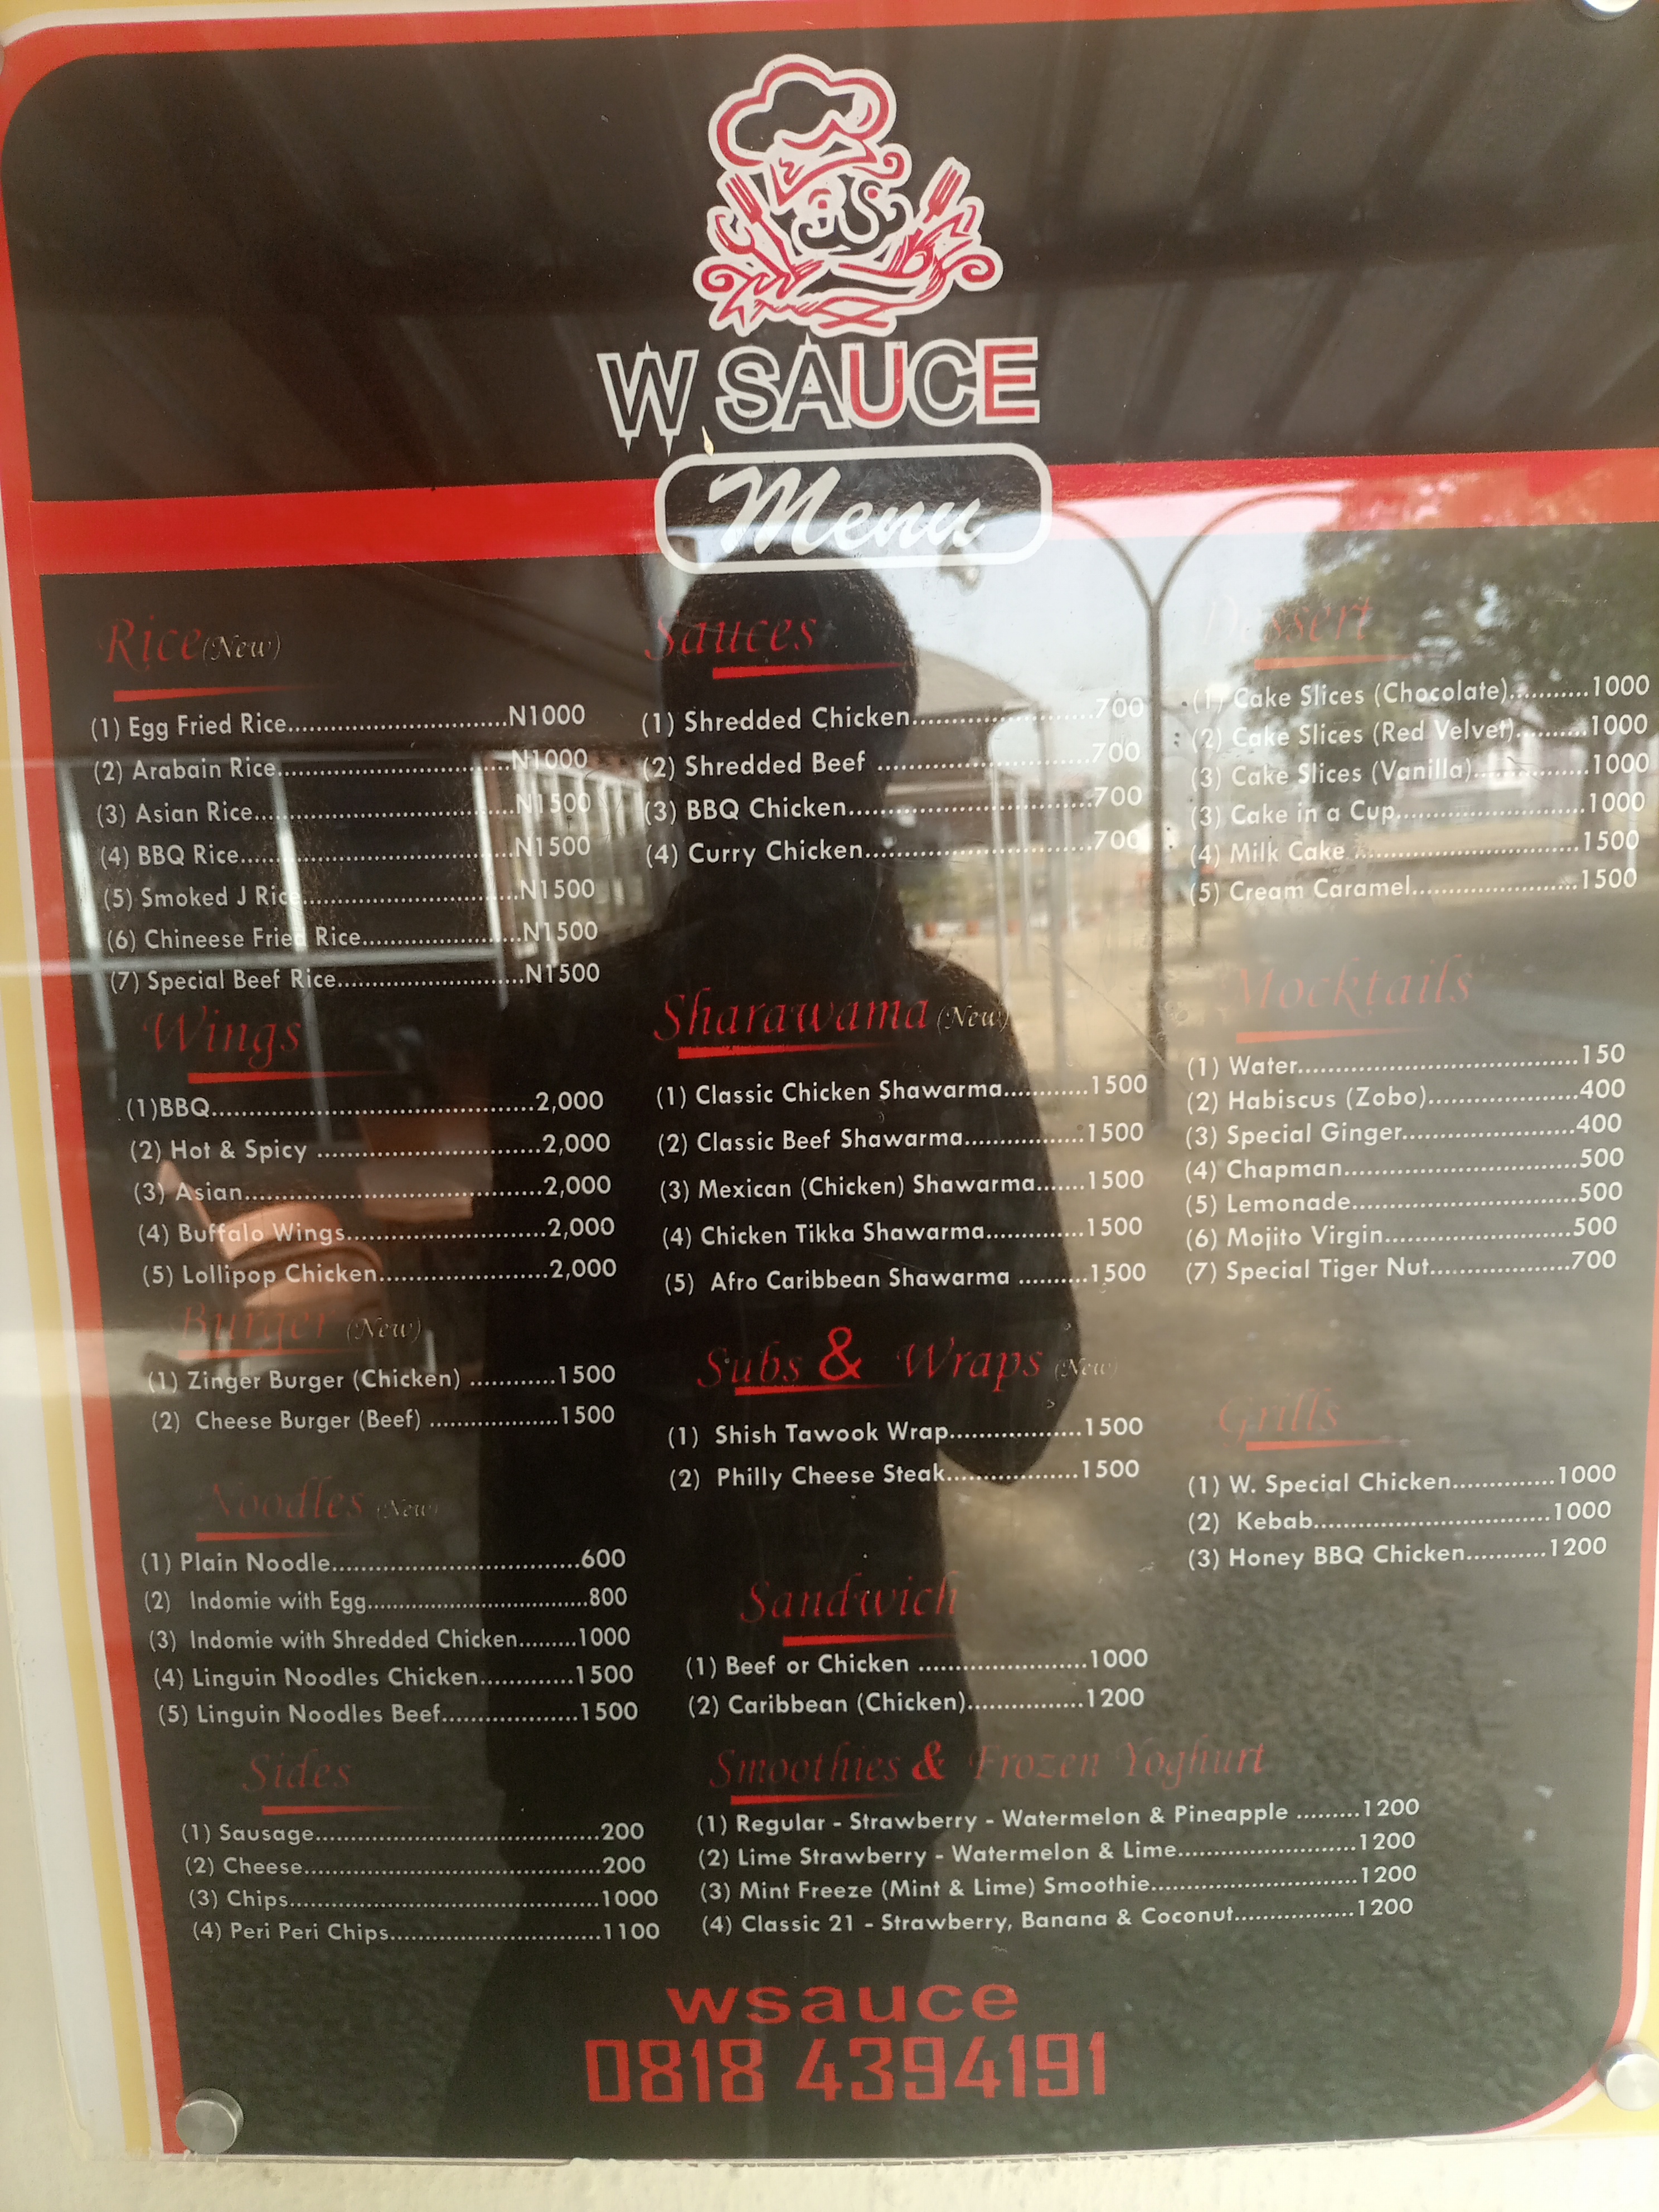 W SAUCE
Menu
Rice (New)
(1) Egg Fried Rice..............................N1000
(2) Arabain Rice................................N1000
(3) Asian Rice...................................N1500
(4) BBQ Rice.....................................N1500
(5) Smoked J Rice..............................N1500
(6) Chineese Fried Rice......................N1500
(7) Special Beef Rice..........................N1500
Wings
(1)BBQ..........................................2,000
(2) Hot & Spicy .............................2,000
(3) Asian.......................................2,000
(4) Buffalo Wings..........................2,000
(5) Lollipop Chicken......................2,000
Burger (New)
(1) Zinger Burger (Chicken) ............1500
(2) Cheese Burger (Beef) ..................1500
Noodles (New)
(1) Plain Noodle................................600
(2) Indomie with Egg.....................................800
(3) Indomie with Shredded Chicken.........1000
(4) Linguin Noodles Chicken............1500
(5) Linguin Noodles Beef..................1500
Sides
(1) Sausage.....................................200
(2) Cheese.......................................200
(3) Chips........................................1000
(4) Peri Peri Chips............................1100
Sauces
(1) Shredded Chicken........................700
(2) Shredded Beef ............................700
(3) BBQ Chicken................................700
(4) Curry Chicken..............................700
Sharawama (New)
(1) Classic Chicken Shawarma...........1500
(2) Classic Beef Shawarma................1500
(3) Mexican (Chicken) Shawarma.......1500
(4) Chicken Tikka Shawarma.............1500
(5) Afro Caribbean Shawarma .........1500
Subs & Wraps (New)
(1) Shish Tawook Wrap..................1500
(2) Philly Cheese Steak..................1500
Sandwich
(1) Beef or Chicken ......................1000
(2) Caribbean (Chicken)...............1200
Smoothies & Frozen Yoghurt
(1) Regular - Strawberry - Watermelon & Pineapple .........1200
(2) Lime Strawberry - Watermelon & Lime........................1200
(3) Mint Freeze (Mint & Lime) Smoothie............................1200
(4) Classic 21 - Strawberry, Banana & Coconut.................1200
Dessert
(1) Cake Slices (Chocolate)...........1000
(2) Cake Slices (Red Velvet)..........1000
(3) Cake Slices (Vanilla)................1000
(3) Cake in a Cup.........................1000
(4) Milk Cake ..............................1500
(5) Cream Caramel.......................1500
Mocktails
(1) Water.....................................150
(2) Habiscus (Zobo)....................400
(3) Special Ginger.......................400
(4) Chapman...............................500
(5) Lemonade..............................500
(6) Mojito Virgin.........................500
(7) Special Tiger Nut...................700
Grills
(1) W. Special Chicken..............1000
(2) Kebab................................1000
(3) Honey BBQ Chicken...........1200
wsauce
0818 4394191